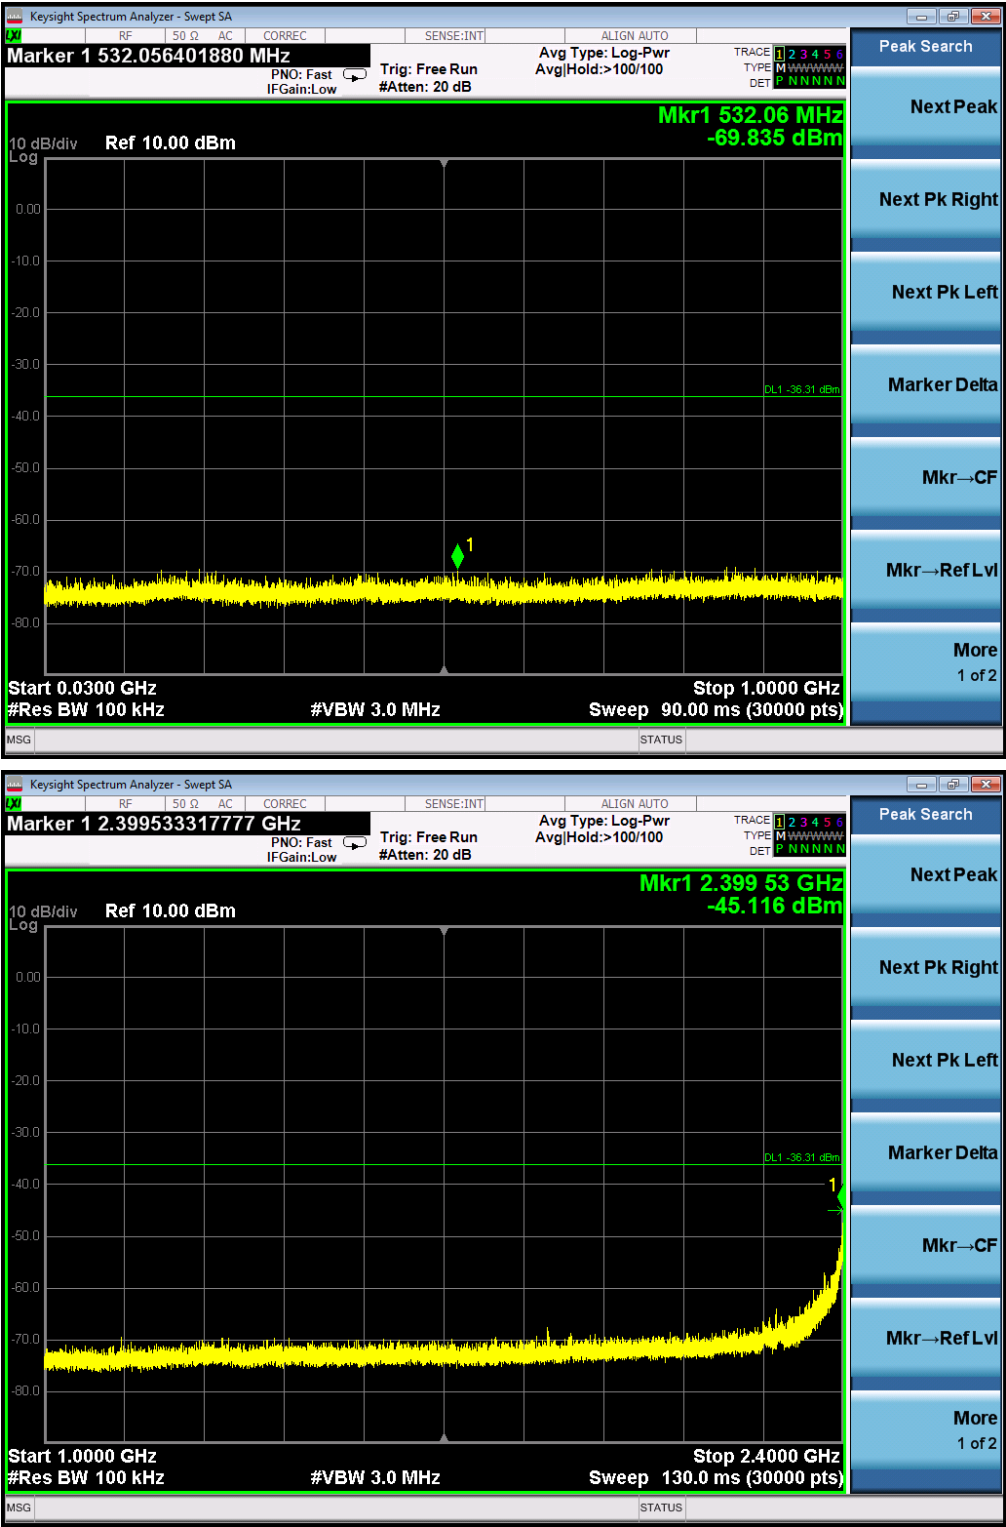 Keysight Spectrum Analyzer - Swept SA
LXI RF 50 Ω AC CORREC SENSE:INT ALIGN AUTO
Marker 1 532.056401880 MHz
PNO: Fast
IFGain:Low
Trig: Free Run
#Atten: 20 dB
Avg Type: Log-Pwr
Avg|Hold:>100/100
TRACE 1 2 3 4 5 6
TYPE M WWWWW
DET P N N N N N
Peak Search
Next Peak
Next Pk Right
Next Pk Left
Marker Delta
Mkr→CF
Mkr→Ref Lvl
More
1 of 2
Mkr1 532.06 MHz
-69.835 dBm
10 dB/div Ref 10.00 dBm
Log
0.00
-10.0
-20.0
-30.0
DL1 -36.31 dBm
-40.0
-50.0
-60.0
1
-70.0
-80.0
Start 0.0300 GHz Stop 1.0000 GHz
#Res BW 100 kHz #VBW 3.0 MHz Sweep 90.00 ms (30000 pts)
MSG STATUS
Keysight Spectrum Analyzer - Swept SA
LXI RF 50 Ω AC CORREC SENSE:INT ALIGN AUTO
Marker 1 2.399533317777 GHz
PNO: Fast
IFGain:Low
Trig: Free Run
#Atten: 20 dB
Avg Type: Log-Pwr
Avg|Hold:>100/100
TRACE 1 2 3 4 5 6
TYPE M WWWWW
DET P N N N N N
Peak Search
Next Peak
Next Pk Right
Next Pk Left
Marker Delta
Mkr→CF
Mkr→Ref Lvl
More
1 of 2
Mkr1 2.399 53 GHz
-45.116 dBm
10 dB/div Ref 10.00 dBm
Log
0.00
-10.0
-20.0
-30.0
DL1 -36.31 dBm
-40.0
1
-50.0
-60.0
-70.0
-80.0
Start 1.0000 GHz Stop 2.4000 GHz
#Res BW 100 kHz #VBW 3.0 MHz Sweep 130.0 ms (30000 pts)
MSG STATUS